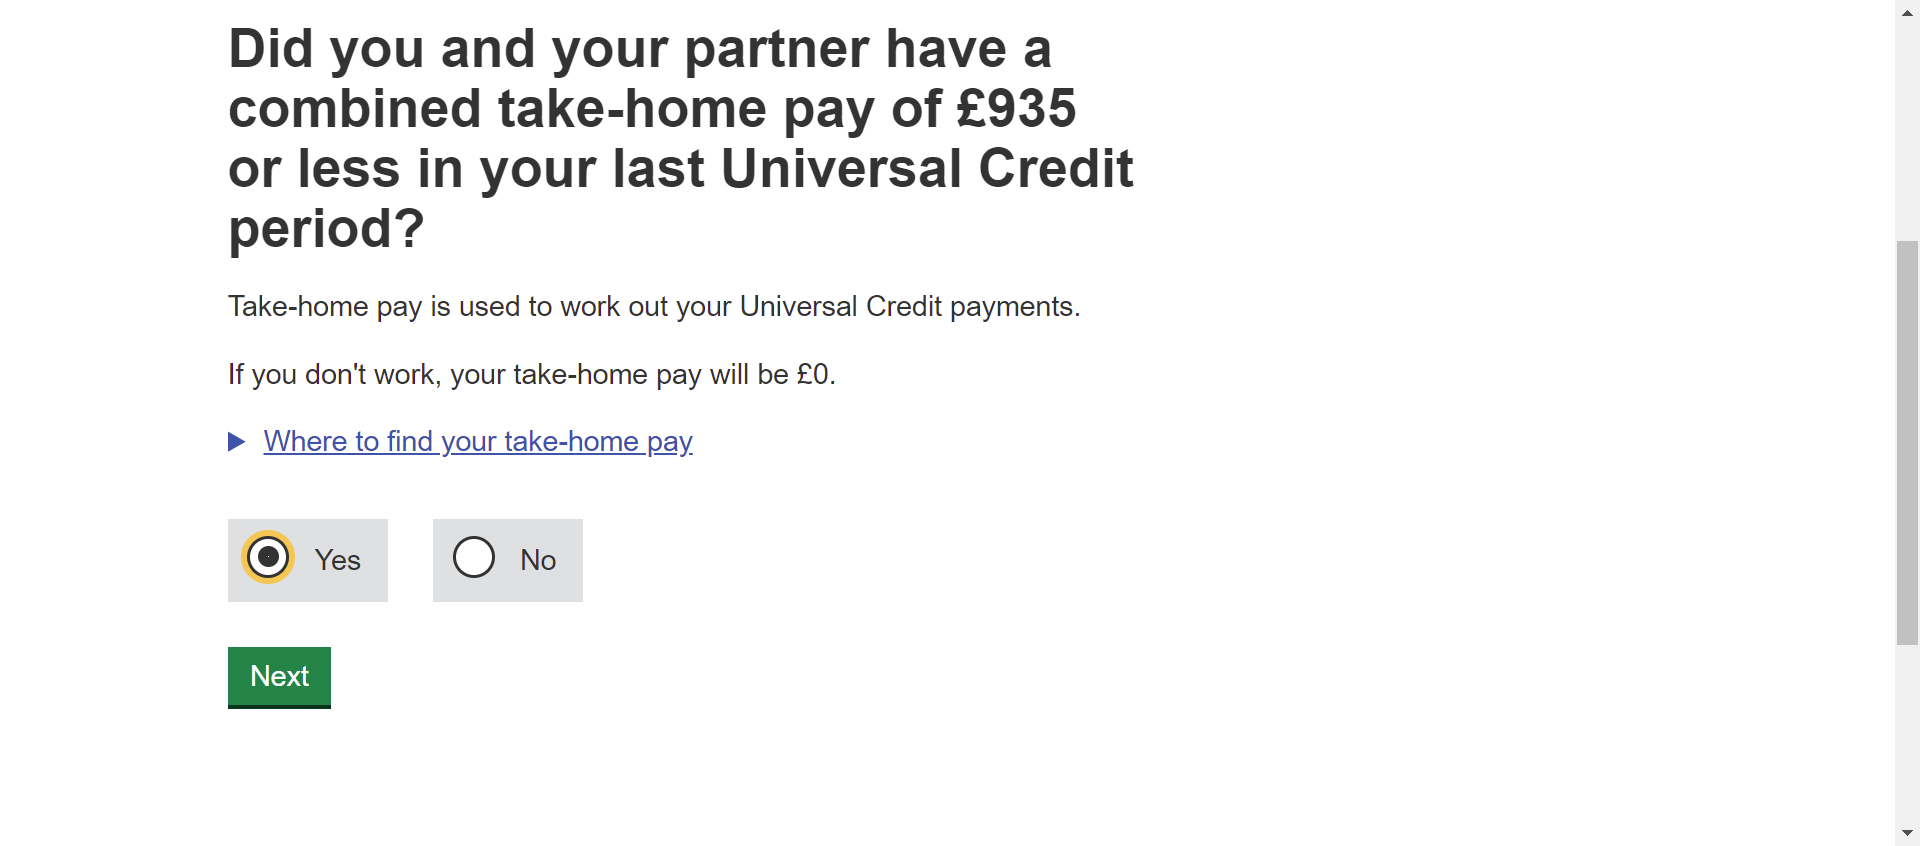 Did you and your partner have a
combined take-home pay of £935
or less in your last Universal Credit
period?
Take-home pay is used to work out your Universal Credit payments.
If you don't work, your take-home pay will be £0.
Where to find your take-home pay
Yes
No
Next